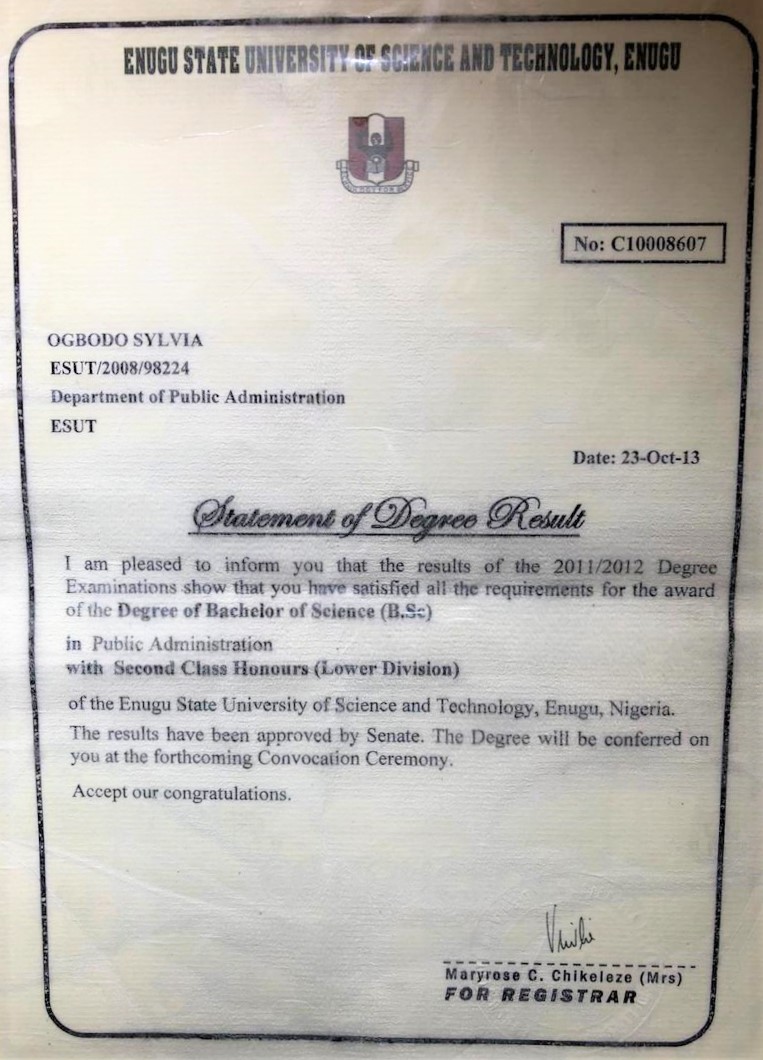 ENUGU STATE UNIVERSITY OF SCIENCE AND TECHNOLOGY, ENUGU
No: C10008607
OGBODO SYLVIA
ESUT/2008/98224
Department of Public Administration
ESUT
Date: 23-Oct-13
Statement of Degree Result
I am pleased to inform you that the results of the 2011/2012 Degree
Examinations show that you have satisfied all the requirements for the award
of the Degree of Bachelor of Science (B.Sc)
in Public Administration
with Second Class Honours (Lower Division)
of the Enugu State University of Science and Technology, Enugu, Nigeria.
The results have been approved by Senate. The Degree will be conferred on
you at the forthcoming Convocation Ceremony.
Accept our congratulations.
Maryrose C. Chikeleze (Mrs)
FOR REGISTRAR